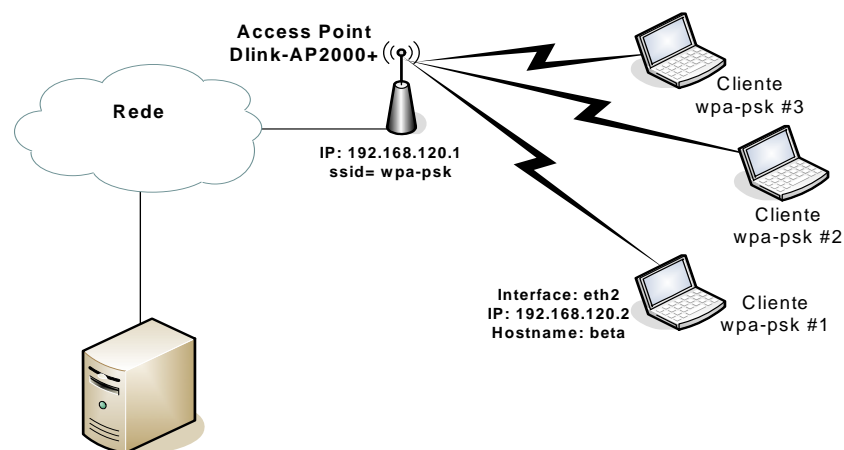 Access Point
Dlink-AP2000+
Rede
IP: 192.168.120.1
ssid= wpa-psk
Cliente
wpa-psk #3
Cliente
wpa-psk #2
Interface: eth2
IP: 192.168.120.2
Hostname: beta
Cliente
wpa-psk #1